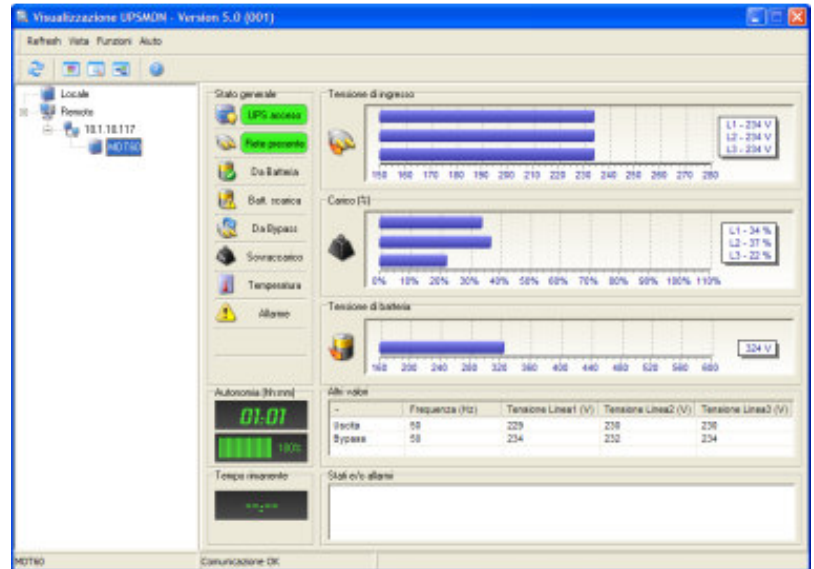 Visualizzazione UPSMON - Version 5.0 (001)
Refresh Vista Funzioni Aiuto
Locale
Remoto
10.1.10.117
MDT60
Stato generale
UPS acceso
Rete presente
Da Batteria
Batt. scarica
Da Bypass
Sovraccarico
Temperatura
Allarme
Tensione di ingresso
L1 - 234 V
L2 - 234 V
L3 - 234 V
150 160 170 180 190 200 210 220 230 240 250 260 270 280
Carico (%)
L1 - 34 %
L2 - 37 %
L3 - 22 %
0% 10% 20% 30% 40% 50% 60% 70% 80% 90% 100% 110%
Tensione di batteria
324 V
160 200 240 280 320 360 400 440 480 520 560 600
Autonomia (hh:mm)
01:01
100%
Altri valori
- Frequenza (Hz) Tensione Linea1 (V) Tensione Linea2 (V) Tensione Linea3 (V)
Uscita 50 229 230 230
Bypass 50 234 232 234
Tempo rimanente
--:--
Stati e/o allarmi
MDT60 Comunicazione OK